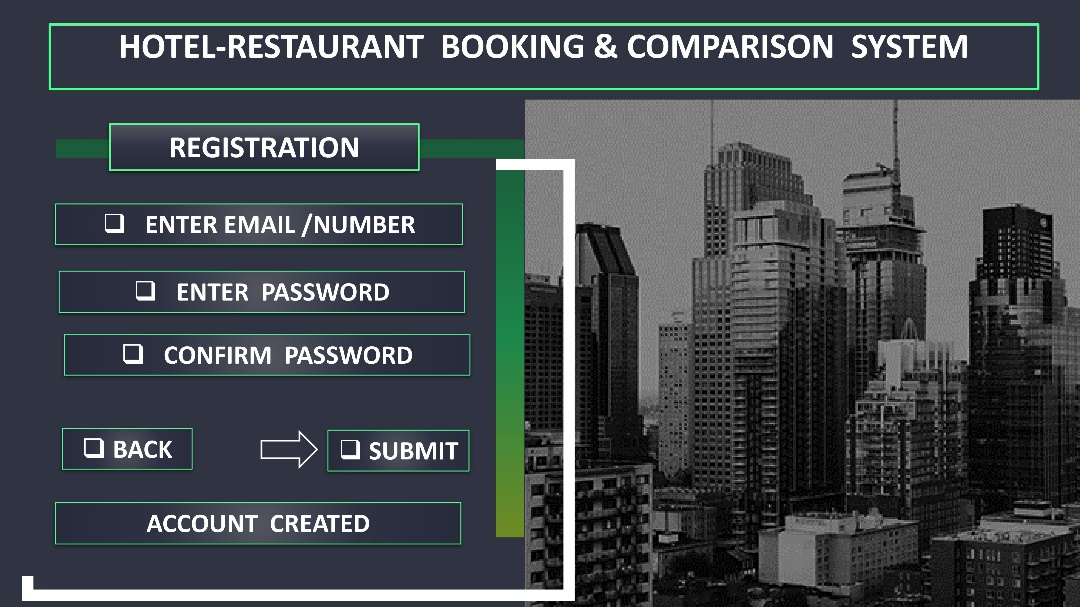 HOTEL-RESTAURANT BOOKING & COMPARISON SYSTEM
REGISTRATION
❑ ENTER EMAIL /NUMBER
❑ ENTER PASSWORD
❑ CONFIRM PASSWORD
❑ BACK
❑ SUBMIT
ACCOUNT CREATED